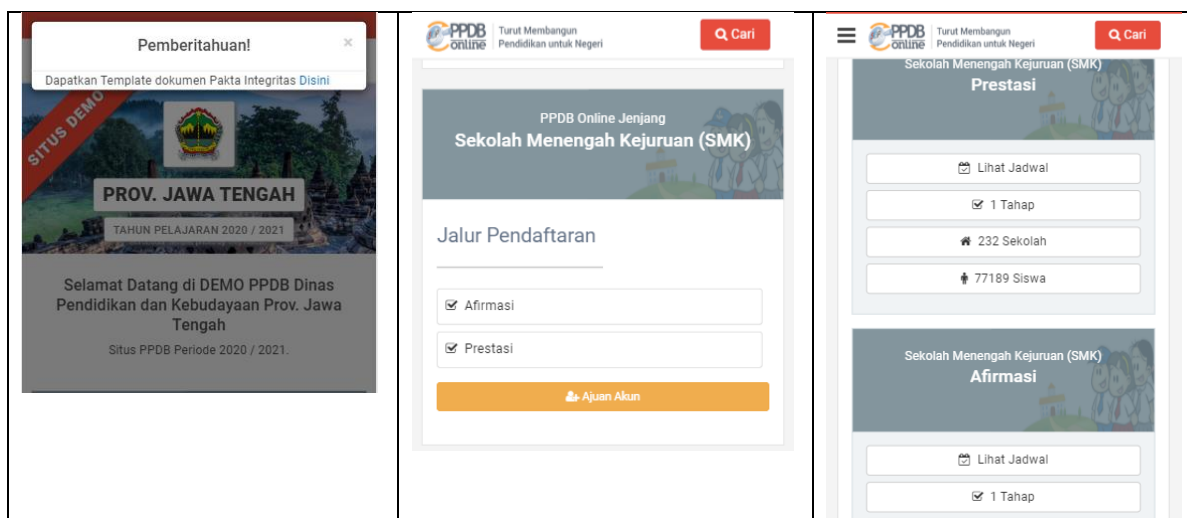 Pemberitahuan!
×
Dapatkan Template dokumen Pakta Integritas Disini
SITUS DEMO
PROV. JAWA TENGAH
TAHUN PELAJARAN 2020 / 2021
Selamat Datang di DEMO PPDB Dinas
Pendidikan dan Kebudayaan Prov. Jawa
Tengah
Situs PPDB Periode 2020 / 2021.
PPDB
online
Turut Membangun
Pendidikan untuk Negeri
Cari
PPDB Online Jenjang
Sekolah Menengah Kejuruan (SMK)
Jalur Pendaftaran
Afirmasi
Prestasi
Ajuan Akun
PPDB
online
Turut Membangun
Pendidikan untuk Negeri
Cari
Sekolah Menengah Kejuruan (SMK)
Prestasi
Lihat Jadwal
1 Tahap
232 Sekolah
77189 Siswa
Sekolah Menengah Kejuruan (SMK)
Afirmasi
Lihat Jadwal
1 Tahap